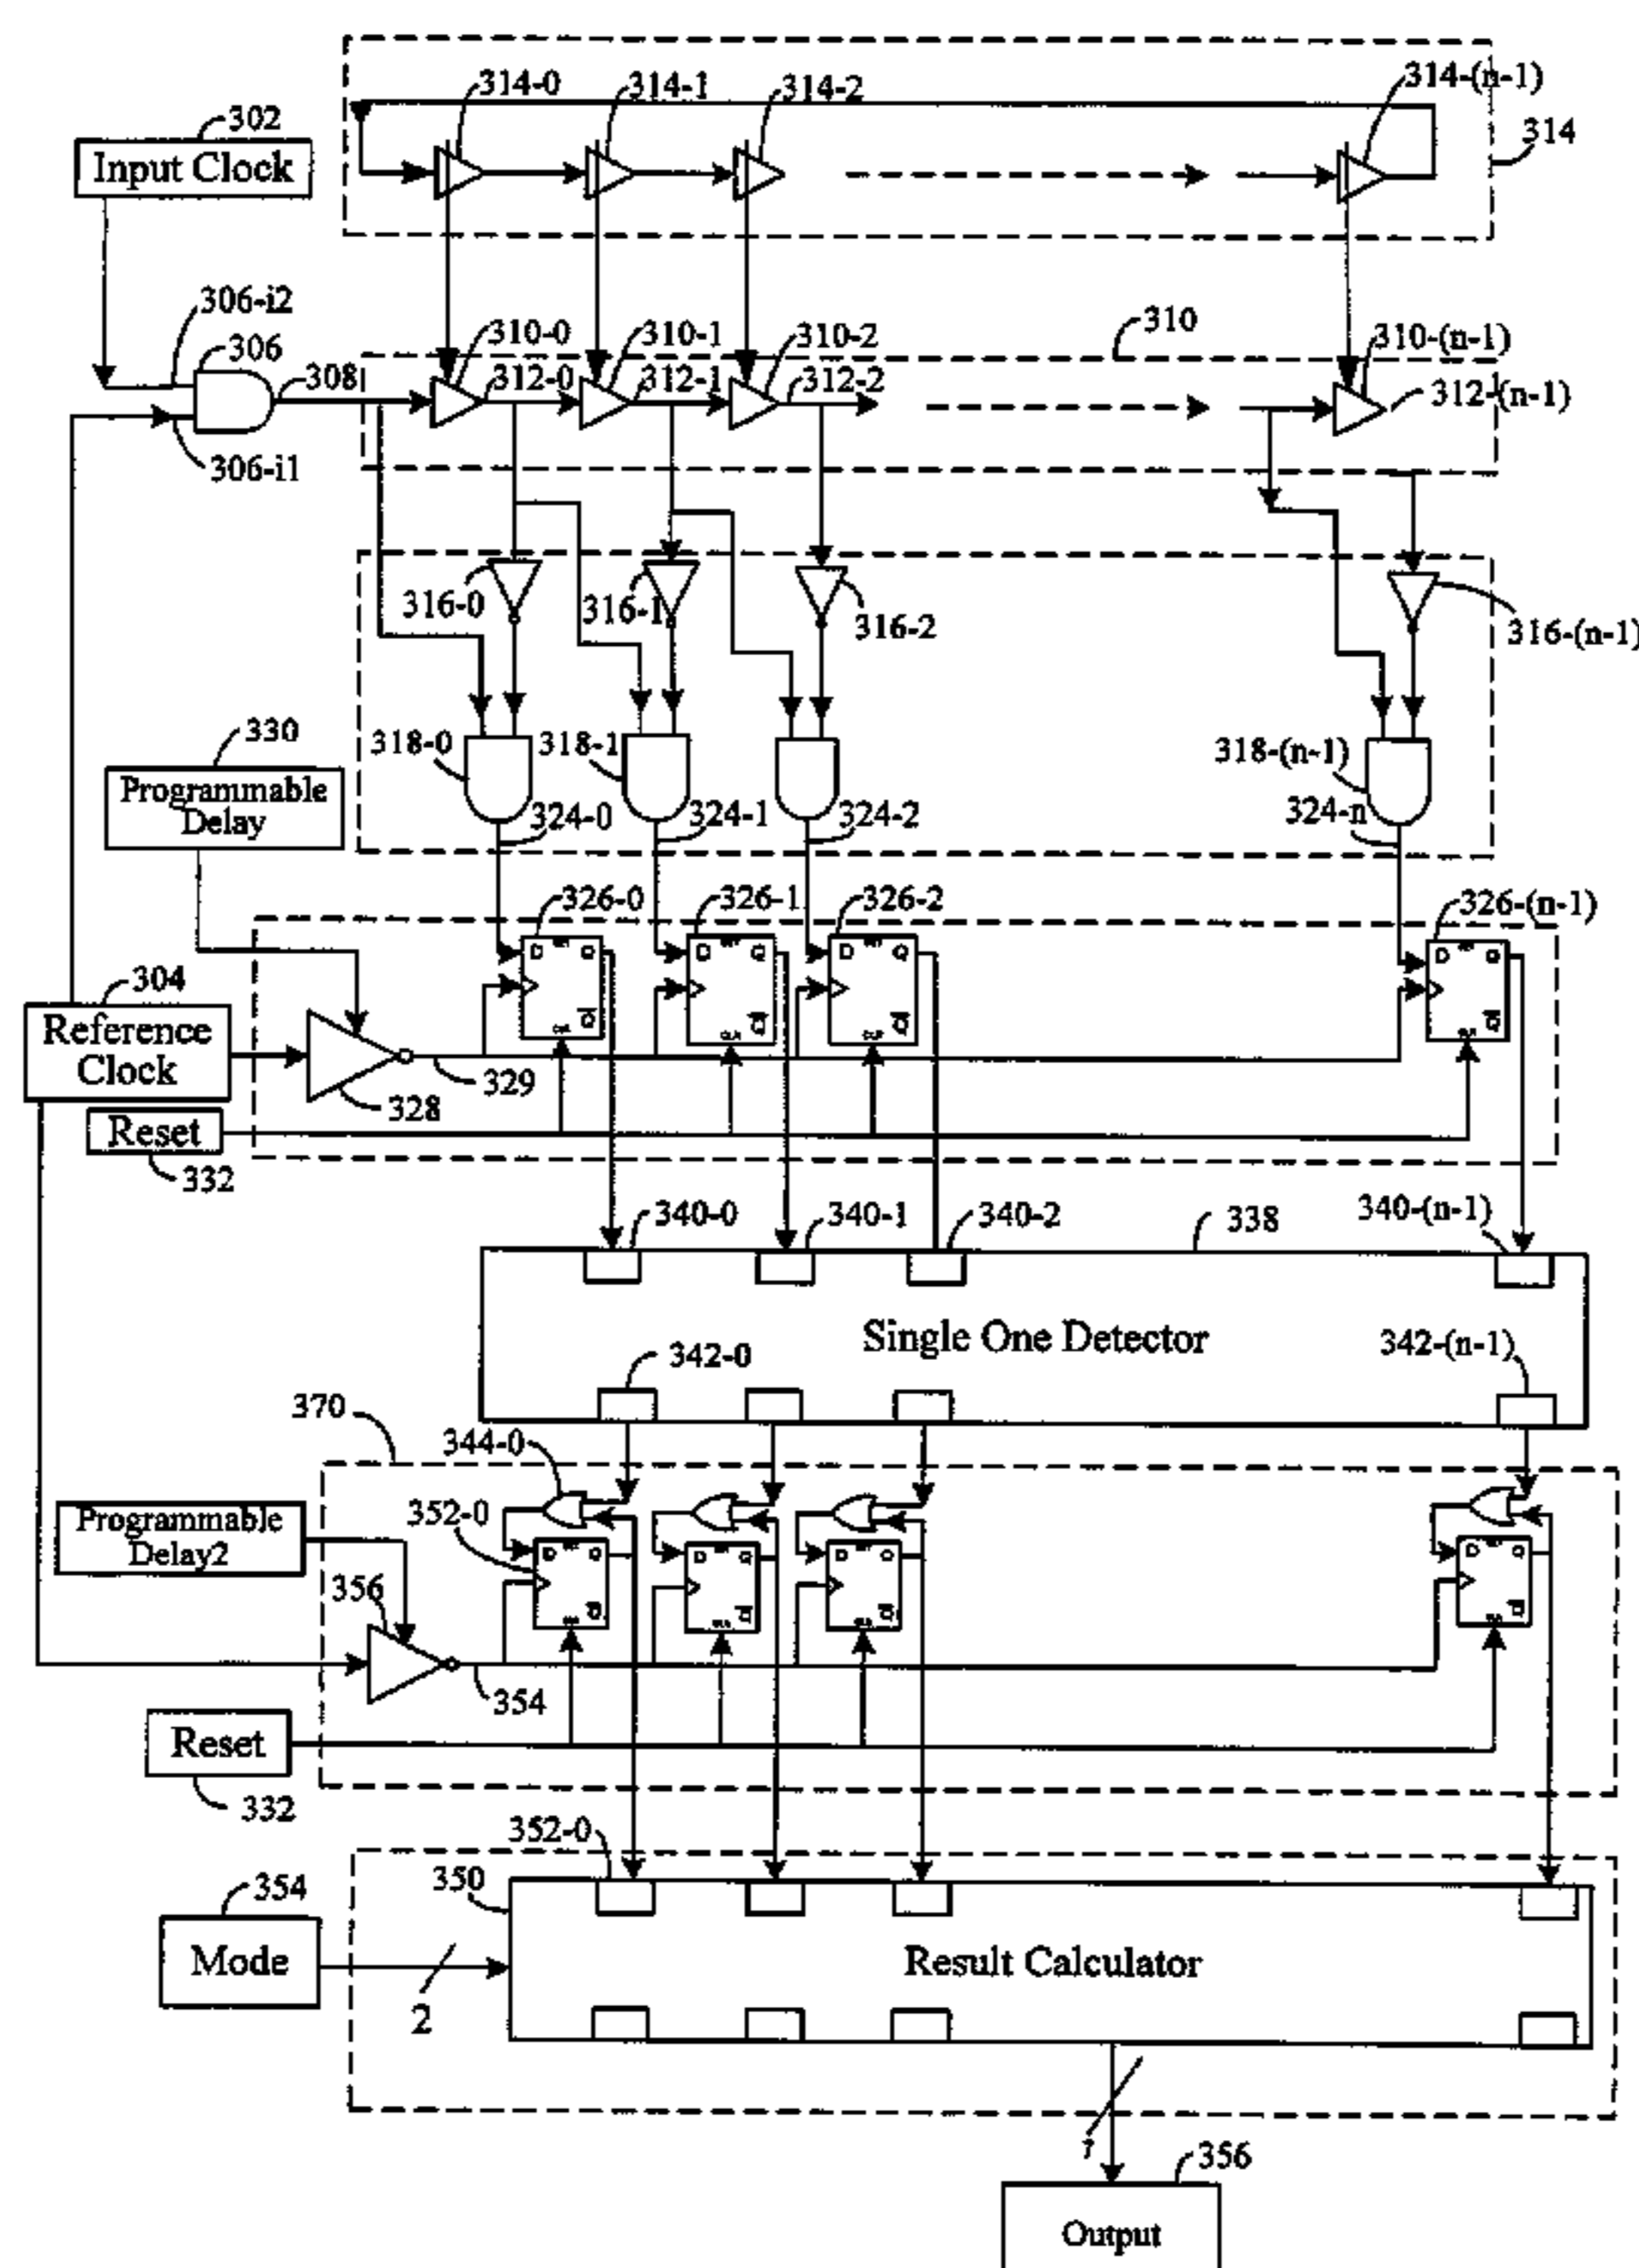 314-0
314-1
314-2
314-(n-1)
302
Input Clock
314
306-i2
306
308
310-0
310-1
310-2
310
310-(n-1)
312-0
312-1
312-2
312-(n-1)
306-i1
316-0
316-1
316-2
316-(n-1)
330
318-0
318-1
318-(n-1)
Programmable
Delay
324-0
324-1
324-2
324-n
326-0
326-1
326-2
326-(n-1)
D Q
D Q
D Q
D Q
304
Reference
Clock
Q
Q
Q
Q
329
328
Reset
332
340-0
340-1
340-2
338
340-(n-1)
Single One Detector
342-0
342-(n-1)
370
344-0
352-0
Programmable
Delay2
D Q
D Q
D Q
D Q
356
Q
Q
Q
Q
354
Reset
332
352-0
350
354
Mode
2
Result Calculator
7
356
Output